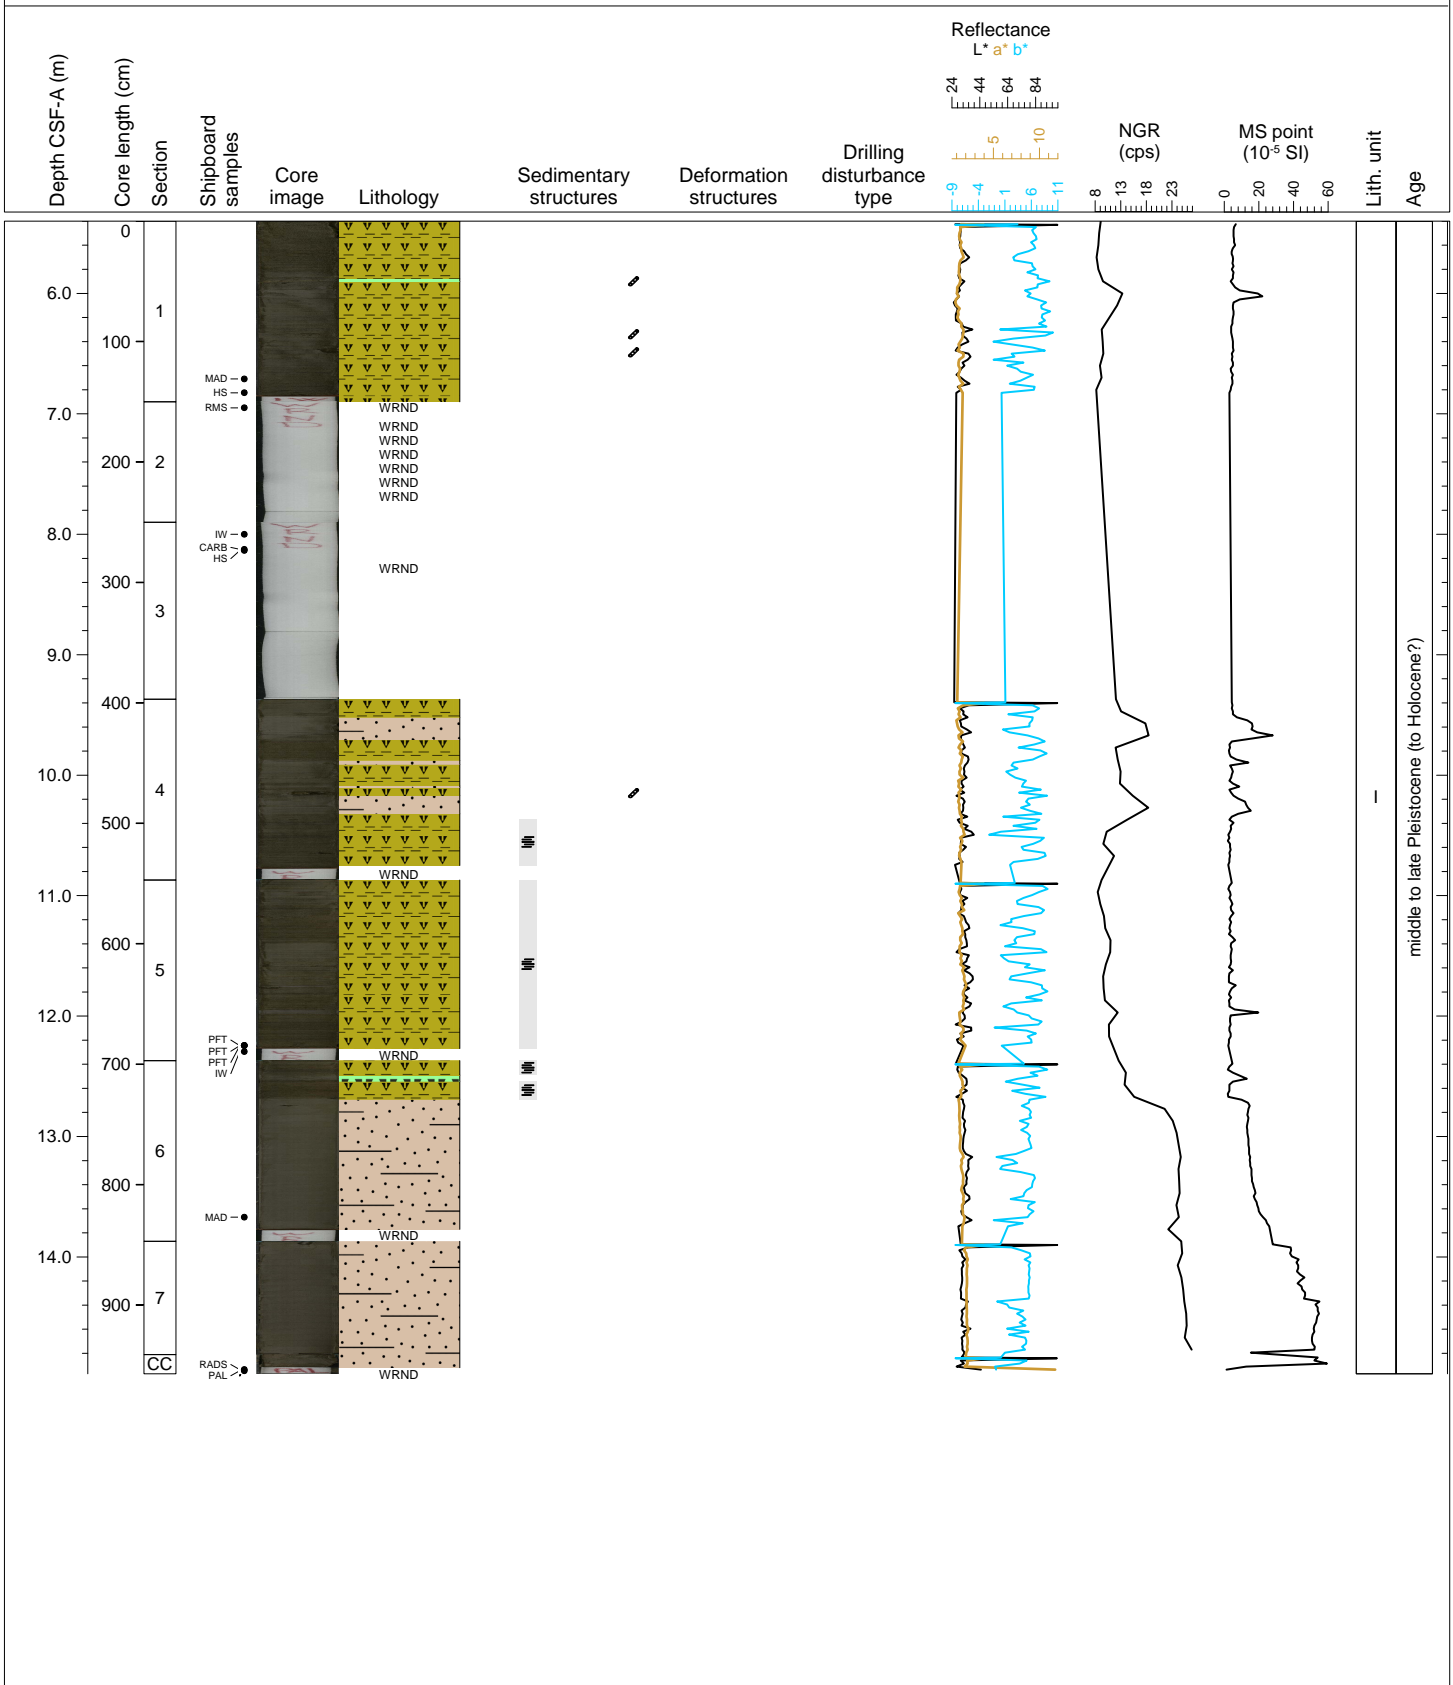 Depth CSF-A (m)
Core length (cm)
Section
Shipboard
samples
Core
image
Lithology
Sedimentary
structures
Deformation
structures
Drilling
disturbance
type
Reflectance
L* a* b*
24 44 64 84
5 10
-9 -4 1 6 11
NGR
(cps)
8 13 18 23
MS point
(10-5 SI)
0 20 40 60
Lith. unit
Age
0
6.0
1
100
MAD
HS
RMS
WRND
7.0
WRND
WRND
WRND
200
2
WRND
WRND
WRND
8.0
IW
CARB
HS
WRND
300
3
9.0
400
10.0
4
I
500
WRND
11.0
600
5
12.0
PFT
PFT
PFT
IW
700
WRND
13.0
6
800
MAD
WRND
14.0
7
900
CC
RADS
PAL
WRND
middle to late Pleistocene (to Holocene?)